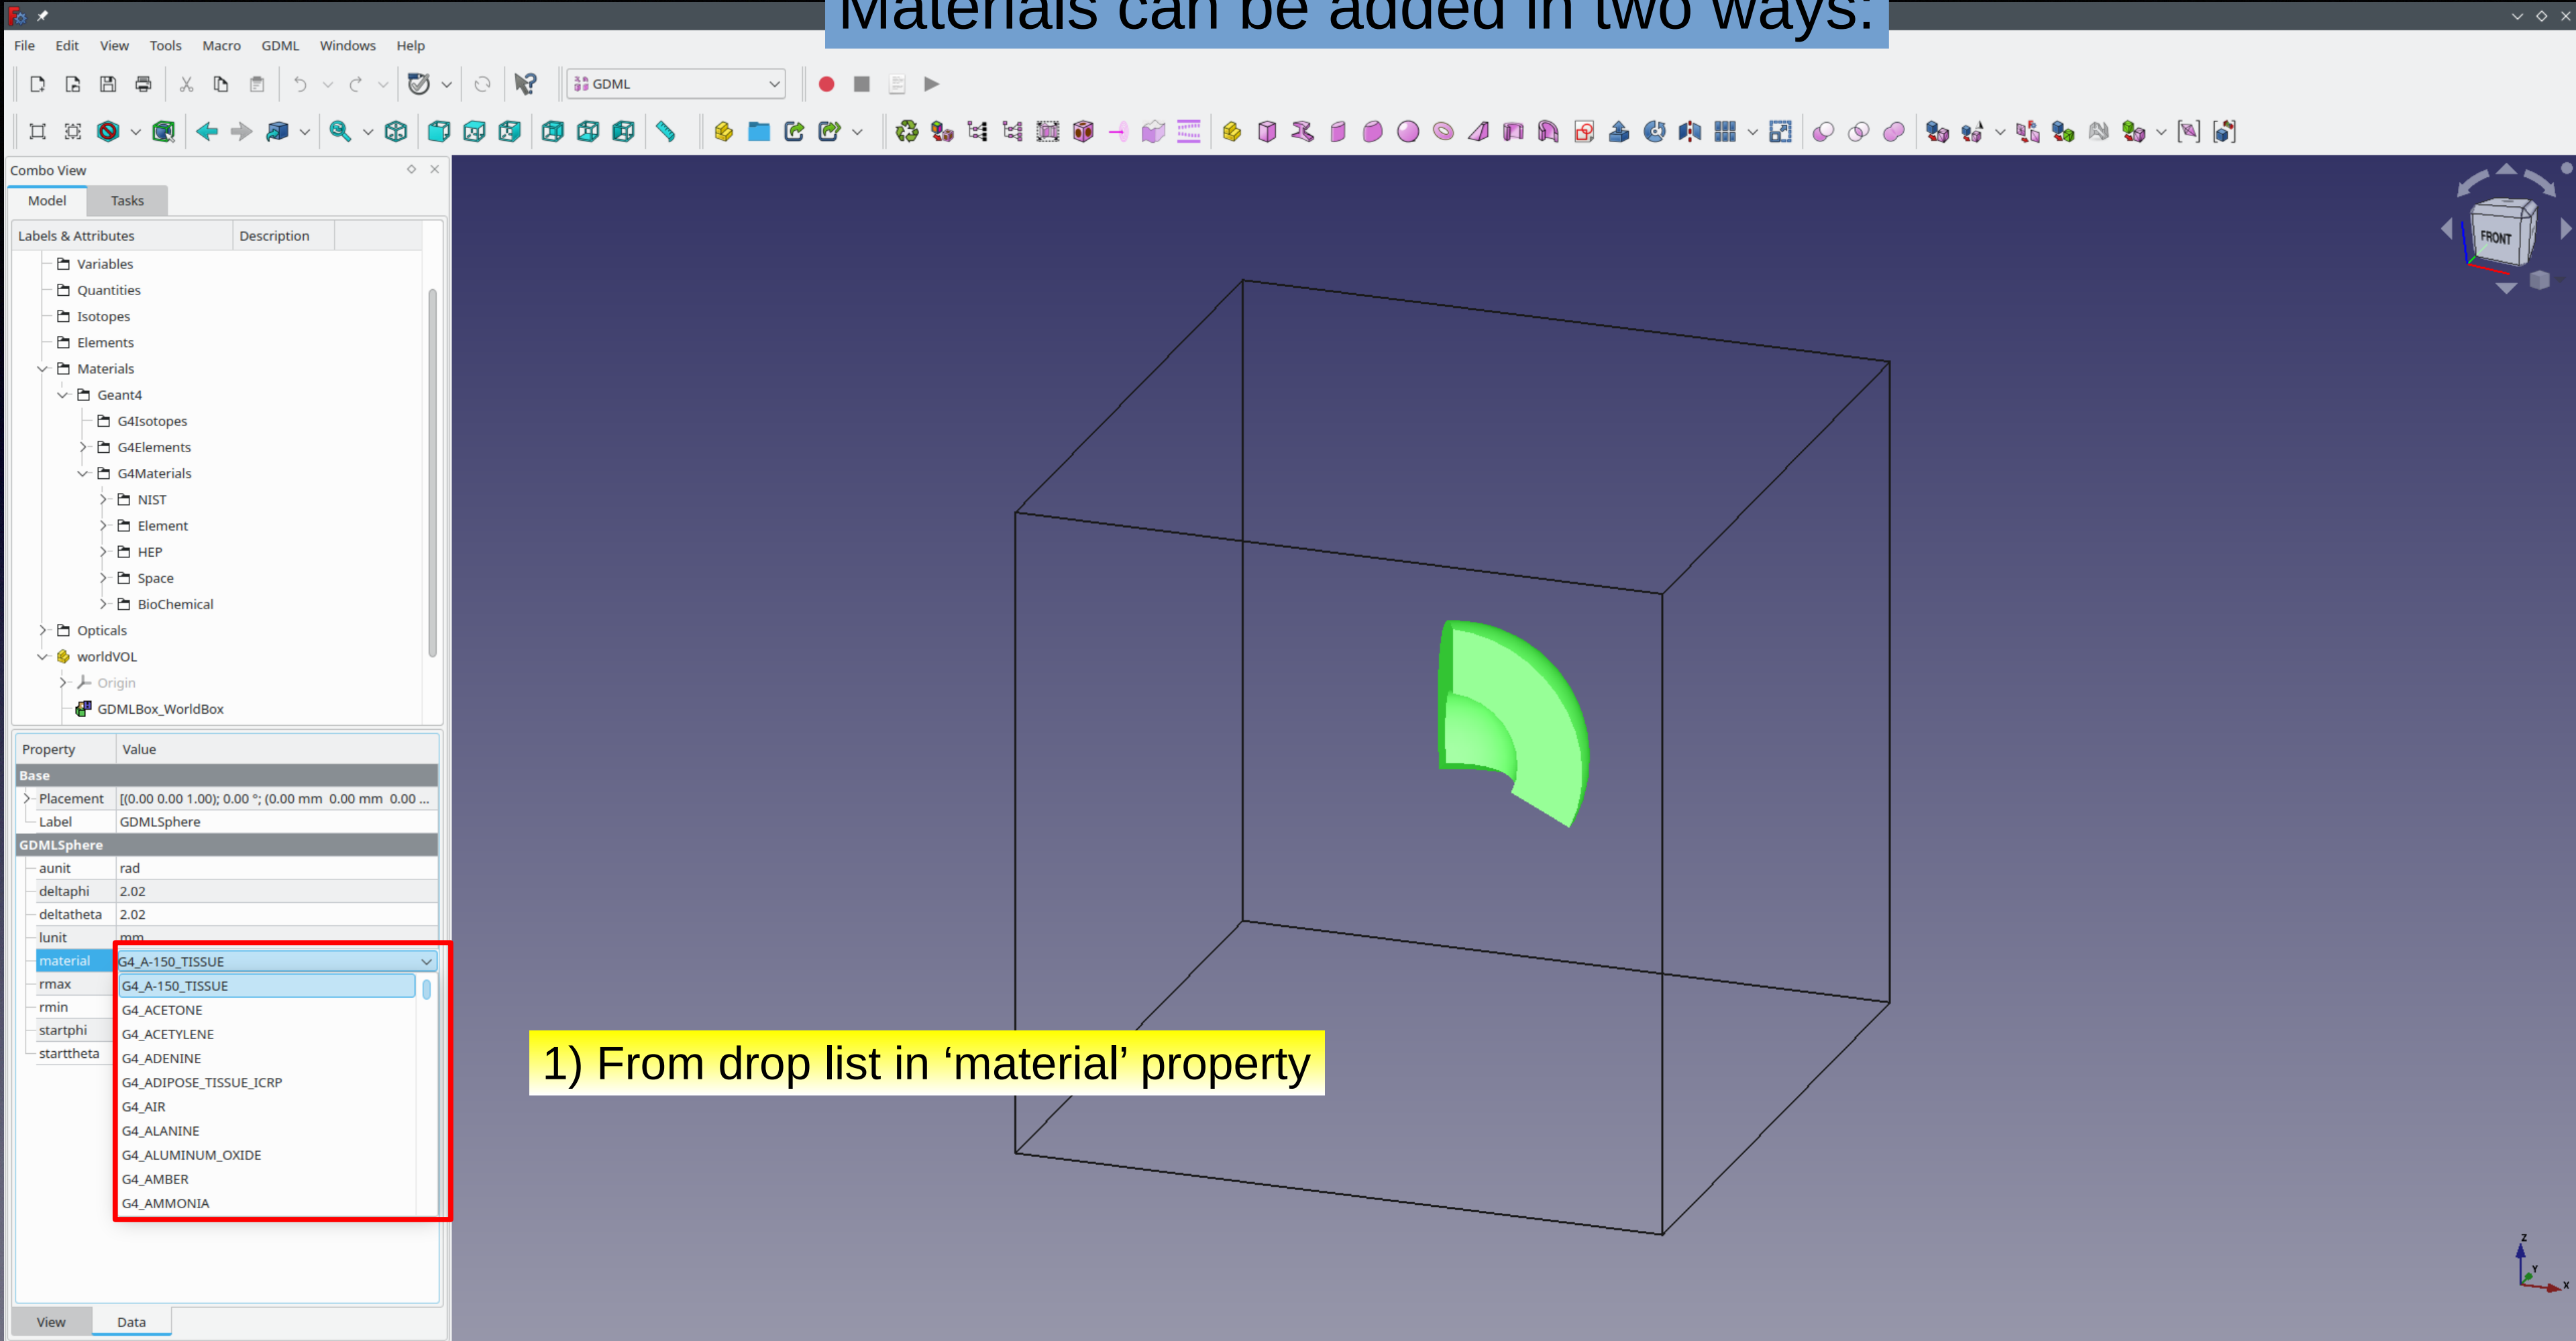 Materials can be added in two ways:
File Edit View Tools Macro GDML Windows Help
GDML
Combo View
Model Tasks
Labels & Attributes Description
Variables
Quantities
Isotopes
Elements
Materials
Geant4
G4Isotopes
G4Elements
G4Materials
NIST
Element
HEP
Space
BioChemical
Opticals
worldVOL
Origin
GDMLBox_WorldBox
Property Value
Base
Placement [(0.00 0.00 1.00); 0.00 °; (0.00 mm 0.00 mm 0.00 ...
Label GDMLSphere
GDMLSphere
aunit rad
deltaphi 2.02
deltatheta 2.02
lunit mm
material G4_A-150_TISSUE
rmax
rmin
startphi
starttheta
G4_A-150_TISSUE
G4_ACETONE
G4_ACETYLENE
G4_ADENINE
G4_ADIPOSE_TISSUE_ICRP
G4_AIR
G4_ALANINE
G4_ALUMINUM_OXIDE
G4_AMBER
G4_AMMONIA
View Data
FRONT
1) From drop list in ‘material’ property
Z
Y
X